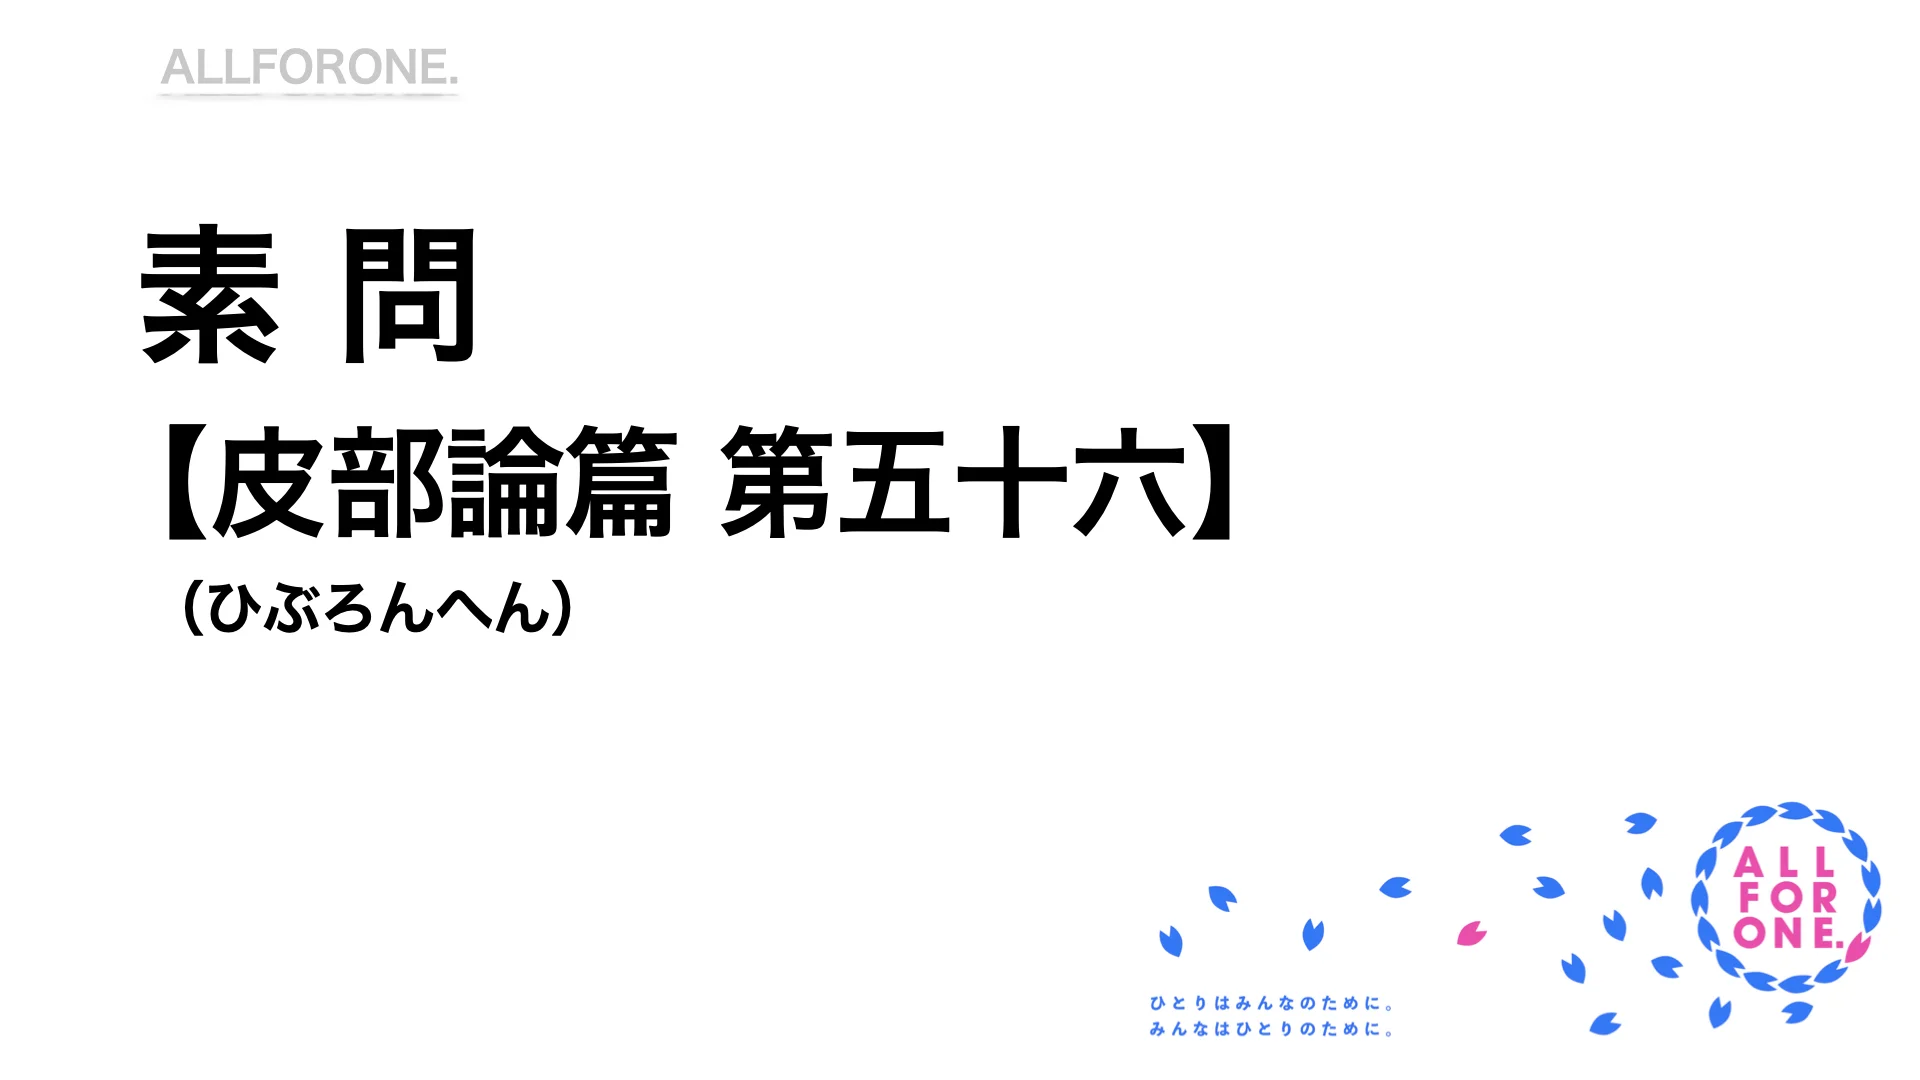 ALLFORONE.
素 問
【皮部論篇 第五十六】
（ひぶろんへん）
ALL
FOR
ONE.
ひとりはみんなのために。
みんなはひとりのために。